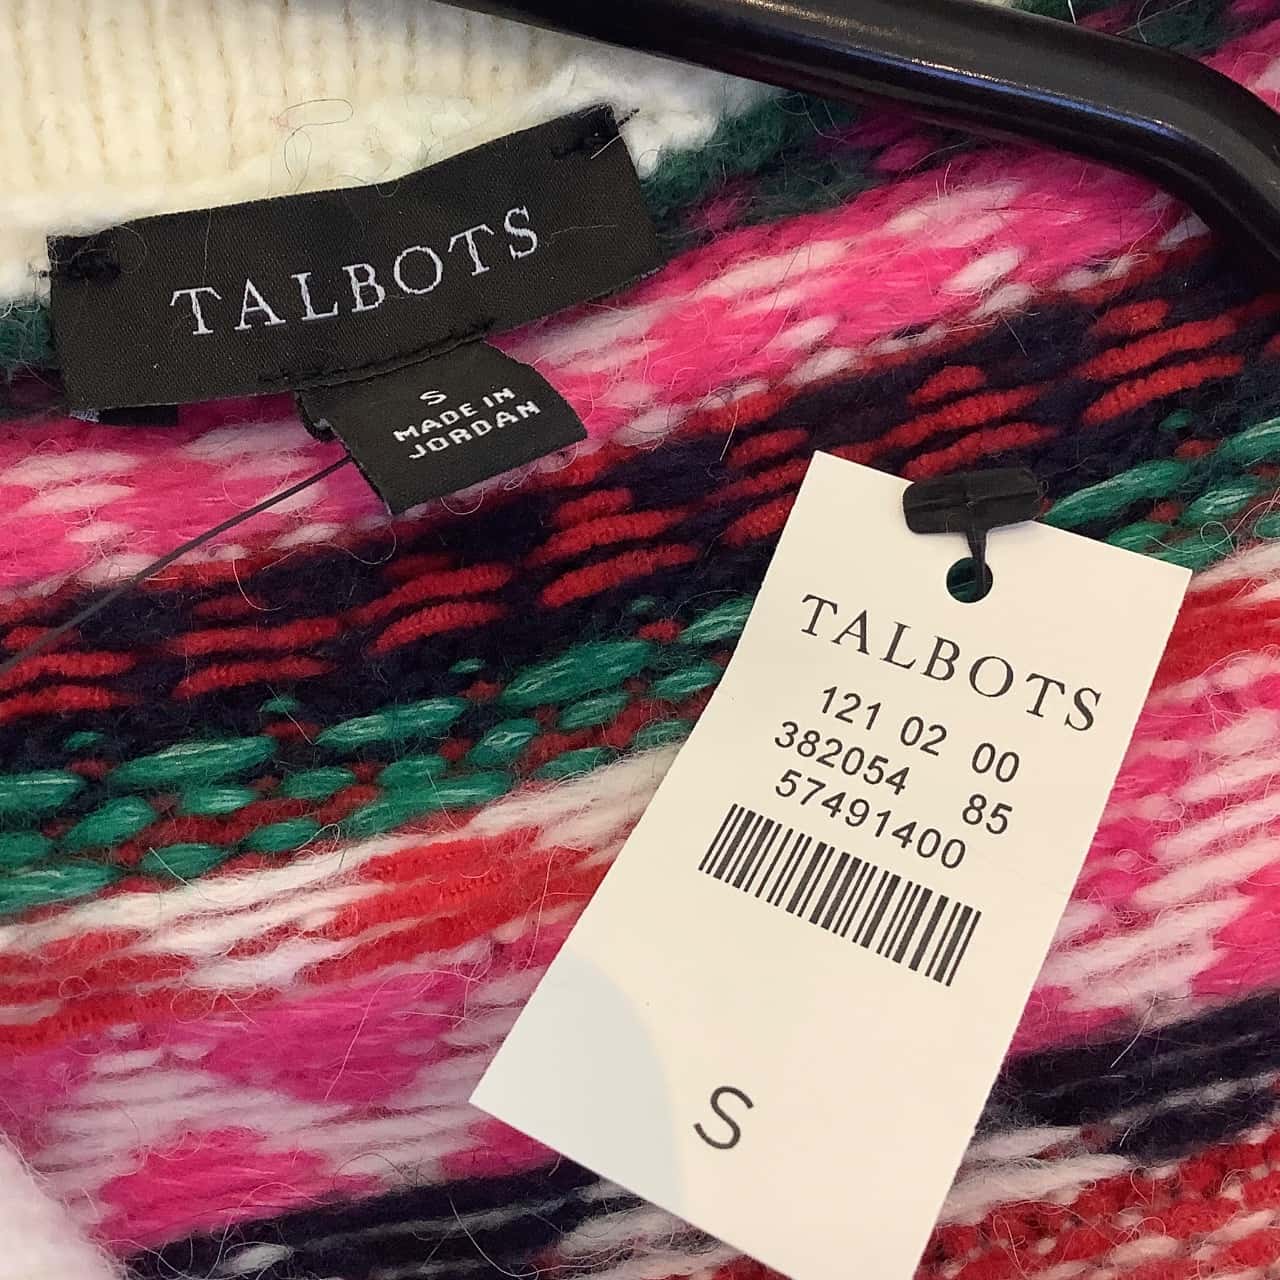 TALBOTS
S
MADE IN
JORDAN
TALBOTS
121 02 00
382054 85
57491400
S